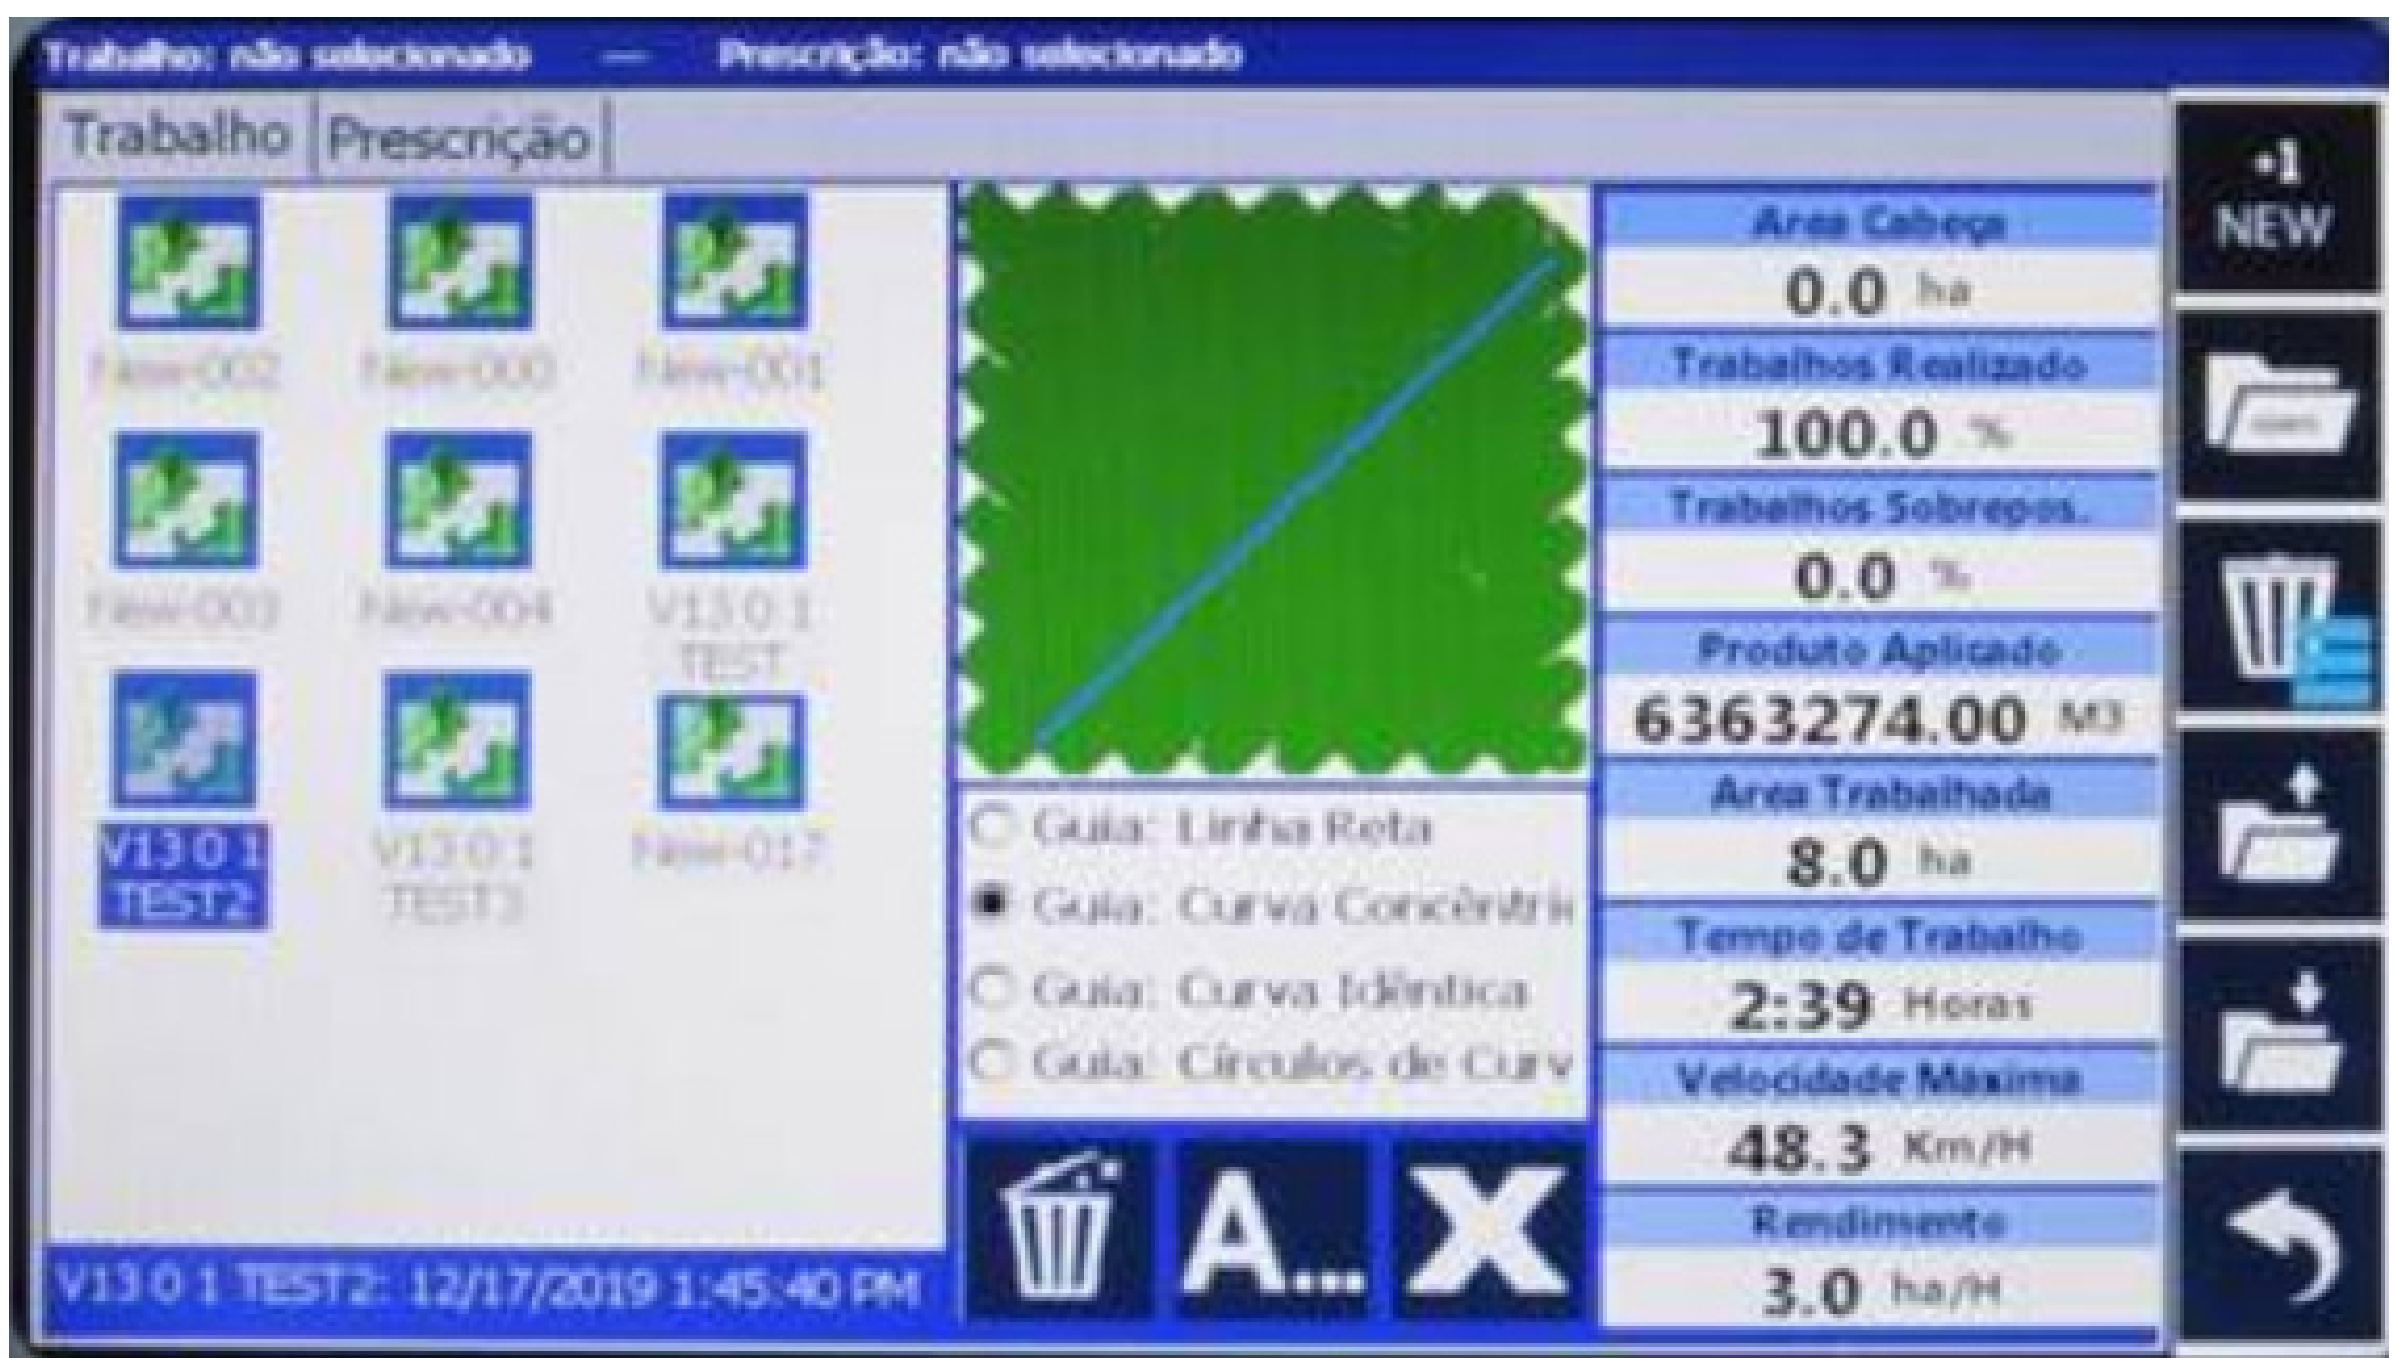 Trabalho: não selecionado — Prescrição: não selecionado
Trabalho Prescrição
New-002 New-000 New-001
New-003 New-004 V13 0 1
TEST
V13 0 1 V13 0 1 New-017
TEST2 TEST3
V13 0 1 TEST2: 12/17/2019 1:45:40 PM
Guia: Linha Reta
Guia: Curva Concêntri
Guia: Curva Idêntica
Guia: Círculos de Curv
A... X
Area Cabeça
0.0 ha
Trabalhos Realizado
100.0 %
Trabalhos Sobrepos.
0.0 %
Produto Aplicado
6363274.00 M3
Area Trabalhada
8.0 ha
Tempo de Trabalho
2:39 Horas
Velocidade Máxima
48.3 Km/H
Rendimento
3.0 ha/H
+1
NEW